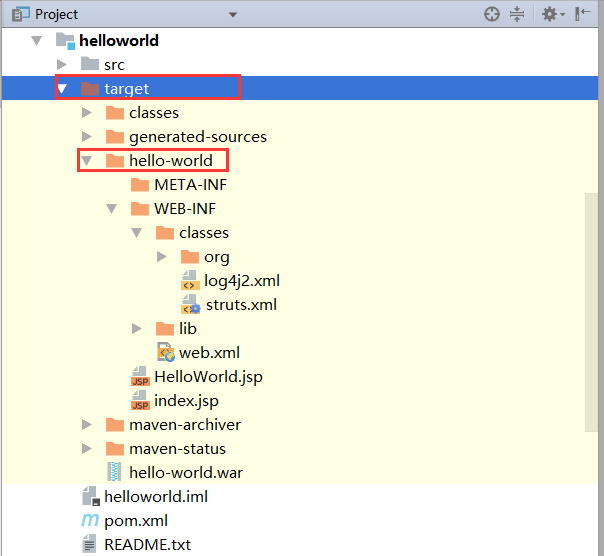 Project
helloworld
src
target
classes
generated-sources
hello-world
META-INF
WEB-INF
classes
org
log4j2.xml
struts.xml
lib
web.xml
JSP HelloWorld.jsp
JSP index.jsp
maven-archiver
maven-status
hello-world.war
helloworld.iml
m pom.xml
README.txt